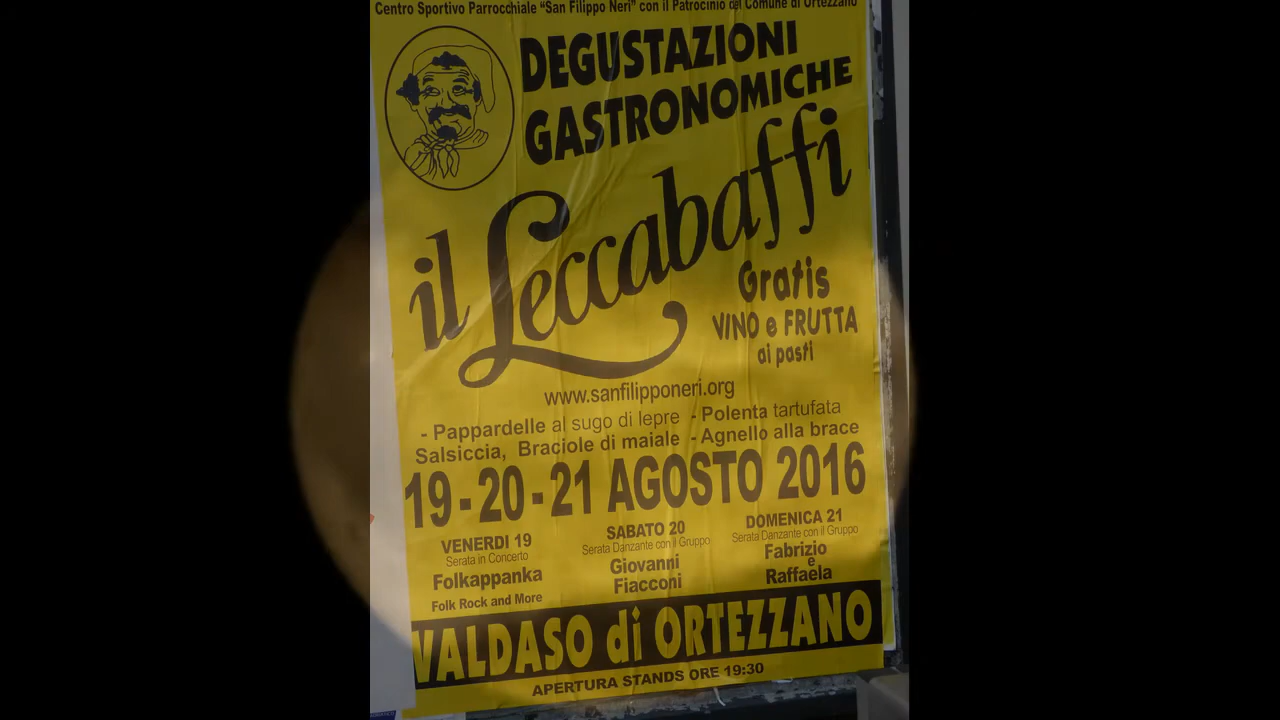 Centro Sportivo Parrocchiale “San Filippo Neri” con il Patrocinio del Comune di Ortezzano
DEGUSTAZIONI
GASTRONOMICHE
il Leccabaffi
Gratis
VINO e FRUTTA
ai pasti
www.sanfilipponeri.org
- Pappardelle al sugo di lepre - Polenta tartufata
Salsiccia, Braciole di maiale - Agnello alla brace
19-20-21 AGOSTO 2016
VENERDI 19
Serata in Concerto
Folkappanka
Folk Rock and More
SABATO 20
Serata Danzante con il Gruppo
Giovanni
Fiacconi
DOMENICA 21
Serata Danzante con il Gruppo
Fabrizio
e
Raffaela
VALDASO di ORTEZZANO
APERTURA STANDS ORE 19:30